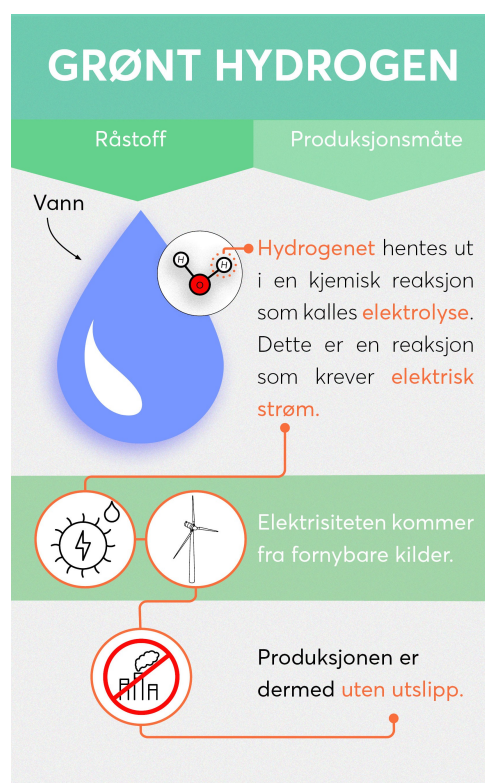 GRØNT HYDROGEN
Råstoff
Produksjonsmåte
Vann
H
H
O
Hydrogenet hentes ut
i en kjemisk reaksjon
som kalles elektrolyse.
Dette er en reaksjon
som krever elektrisk
strøm.
Elektrisiteten kommer
fra fornybare kilder.
Produksjonen er
dermed uten utslipp.